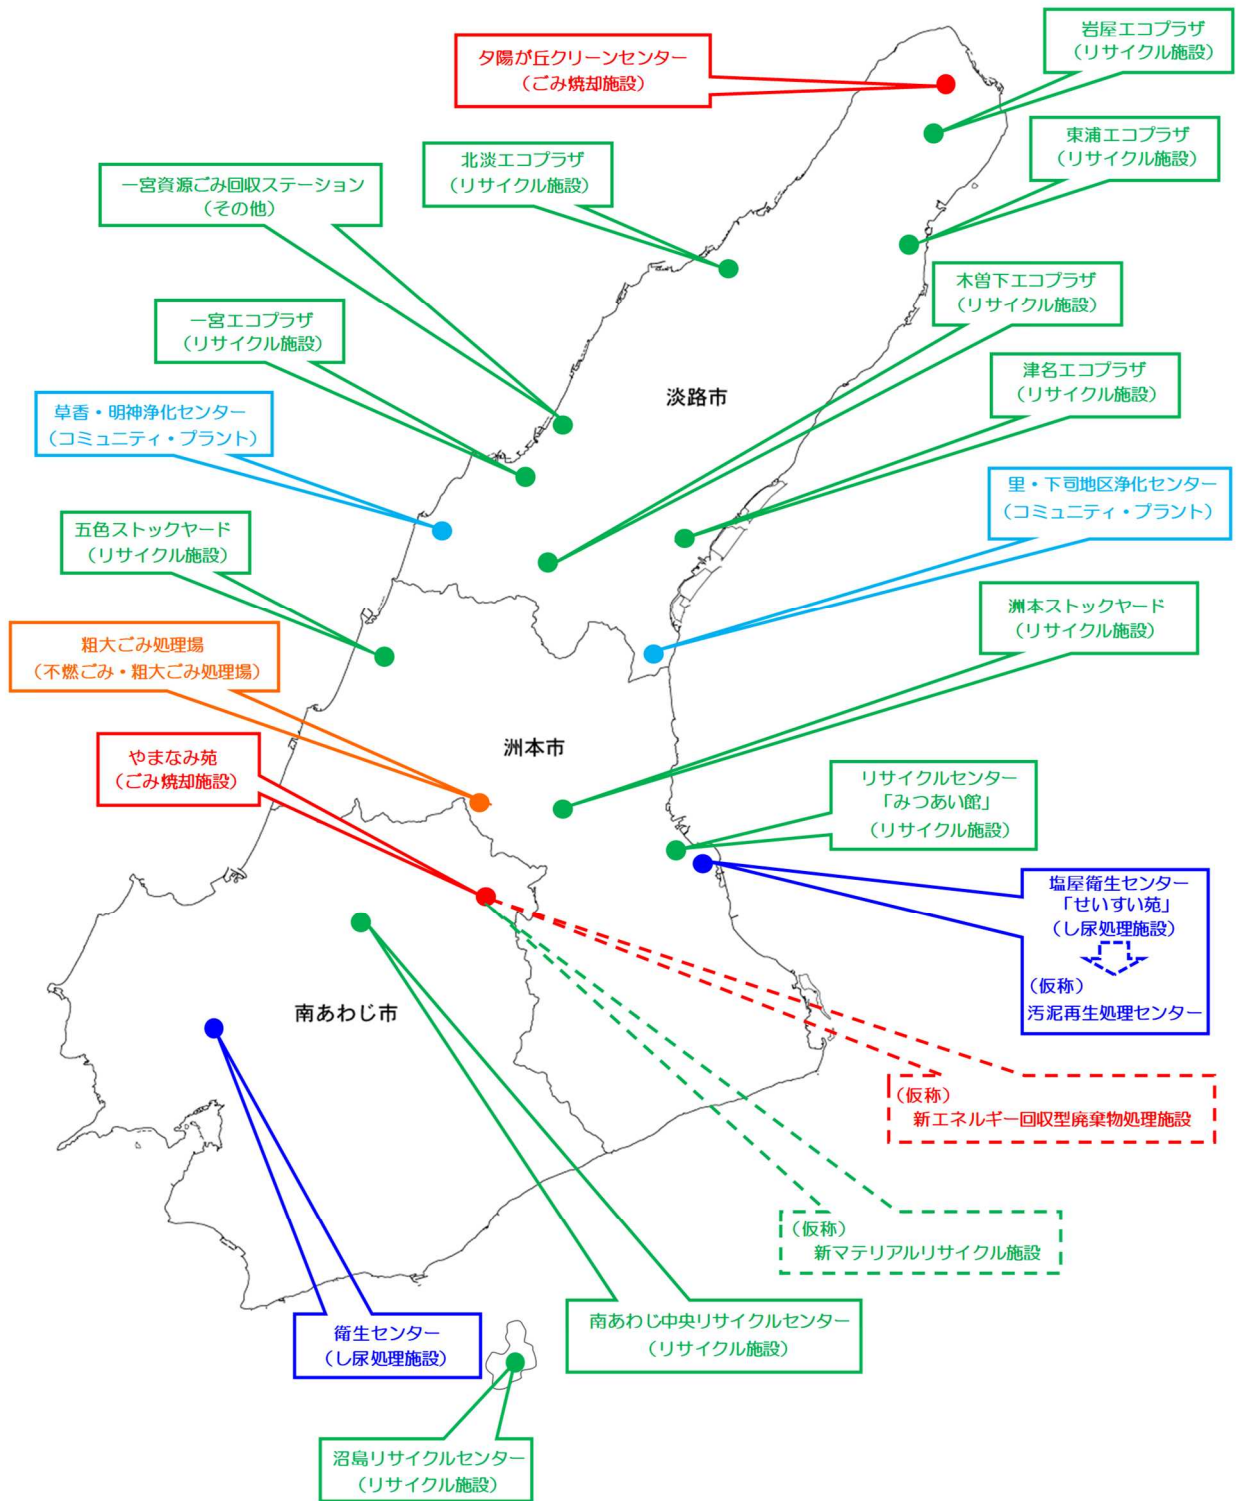 岩屋エコプラザ
（リサイクル施設）
夕陽が丘クリーンセンター
（ごみ焼却施設）
東浦エコプラザ
（リサイクル施設）
北淡エコプラザ
（リサイクル施設）
一宮資源ごみ回収ステーション
（その他）
木曽下エコプラザ
（リサイクル施設）
一宮エコプラザ
（リサイクル施設）
津名エコプラザ
（リサイクル施設）
淡路市
草香・明神浄化センター
（コミュニティ・プラント）
里・下司地区浄化センター
（コミュニティ・プラント）
五色ストックヤード
（リサイクル施設）
洲本ストックヤード
（リサイクル施設）
粗大ごみ処理場
（不燃ごみ・粗大ごみ処理場）
洲本市
やまなみ苑
（ごみ焼却施設）
リサイクルセンター
「みつあい館」
（リサイクル施設）
塩屋衛生センター
「せいすい苑」
（し尿処理施設）
（仮称）
汚泥再生処理センター
南あわじ市
（仮称）
新エネルギー回収型廃棄物処理施設
（仮称）
新マテリアルリサイクル施設
南あわじ中央リサイクルセンター
（リサイクル施設）
衛生センター
（し尿処理施設）
沼島リサイクルセンター
（リサイクル施設）